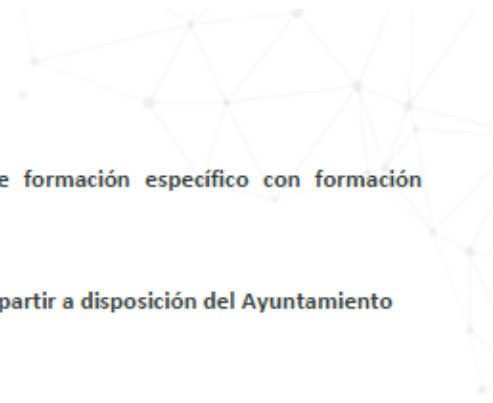 e formación específico con formación
partir a disposición del Ayuntamiento